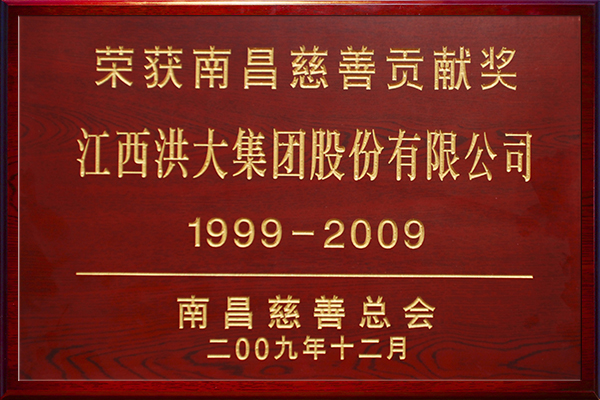 荣获南昌慈善贡献奖
江西洪大集团股份有限公司
1999-2009
南昌慈善总会
二00九年十二月